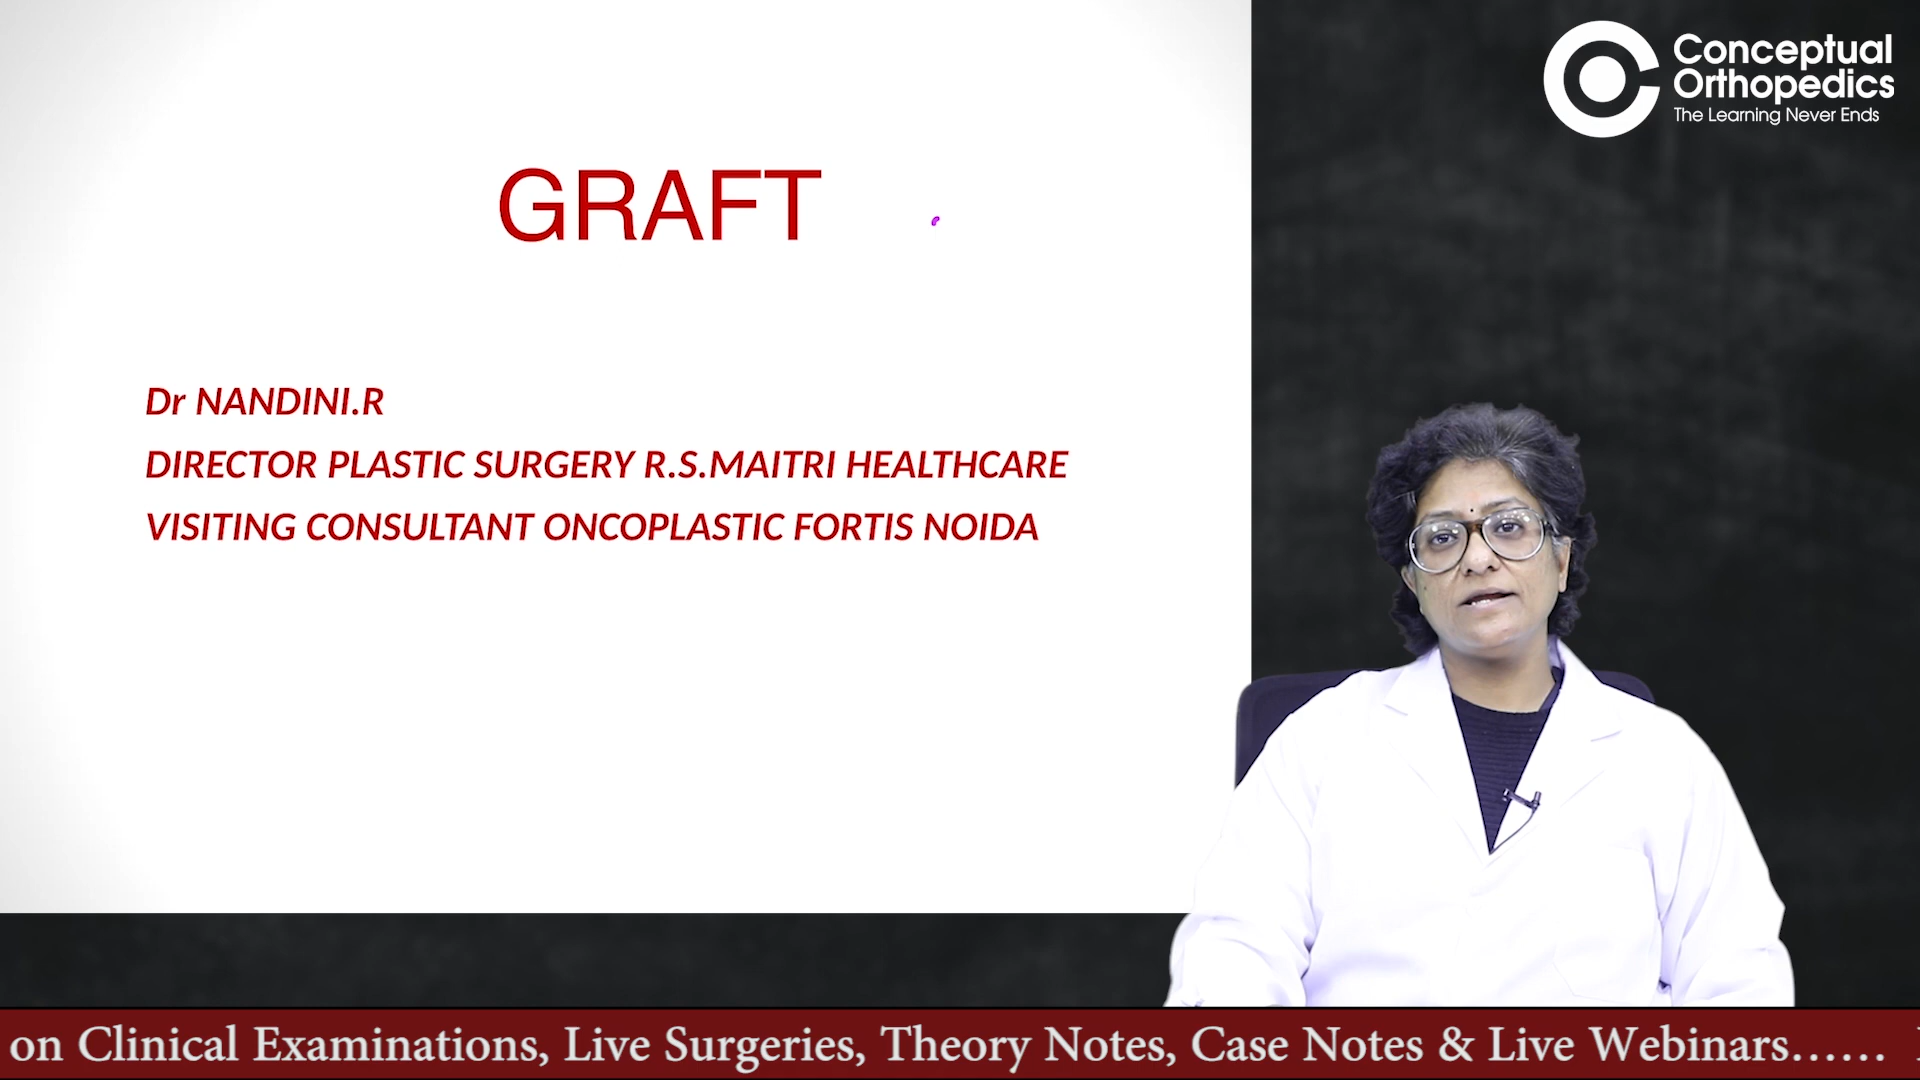 Conceptual
Orthopedics
The Learning Never Ends
GRAFT
Dr NANDINI.R
DIRECTOR PLASTIC SURGERY R.S.MAITRI HEALTHCARE
VISITING CONSULTANT ONCOPLASTIC FORTIS NOIDA
on Clinical Examinations, Live Surgeries, Theory Notes, Case Notes & Live Webinars......